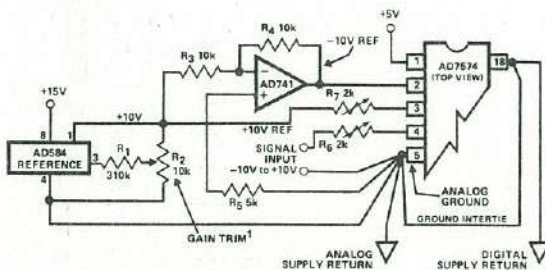 R4 10k
−10V REF
+5V
R3 10k
AD7574
(TOP VIEW)
18
1
−
+
AD741
2
+15V
R7 2k
3
+10V
+10V REF
8
1
SIGNAL
INPUT
4
AD584
REFERENCE
3
R1
310k
R2
10k
R6 2k
−10V to +10V
5
4
R5 5k
ANALOG
GROUND
GROUND INTERTIE
GAIN TRIM1
ANALOG
SUPPLY RETURN
DIGITAL
SUPPLY RETURN